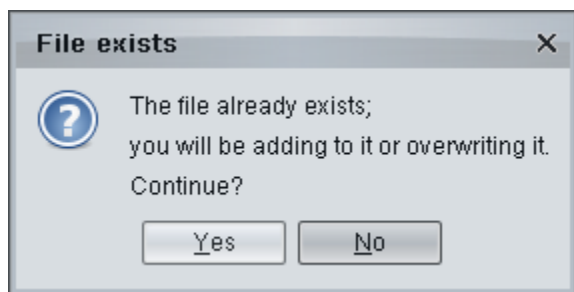 File exists
The file already exists;
you will be adding to it or overwriting it.
Continue?
Yes
No